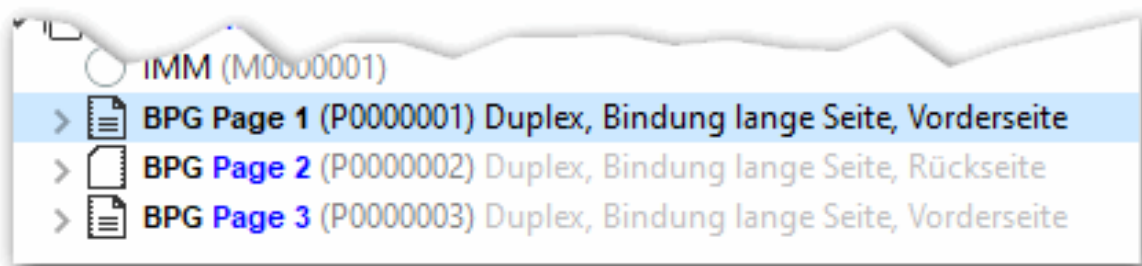 IMM (M0000001)
BPG Page 1 (P0000001) Duplex, Bindung lange Seite, Vorderseite
BPG Page 2 (P0000002) Duplex, Bindung lange Seite, Rückseite
BPG Page 3 (P0000003) Duplex, Bindung lange Seite, Vorderseite